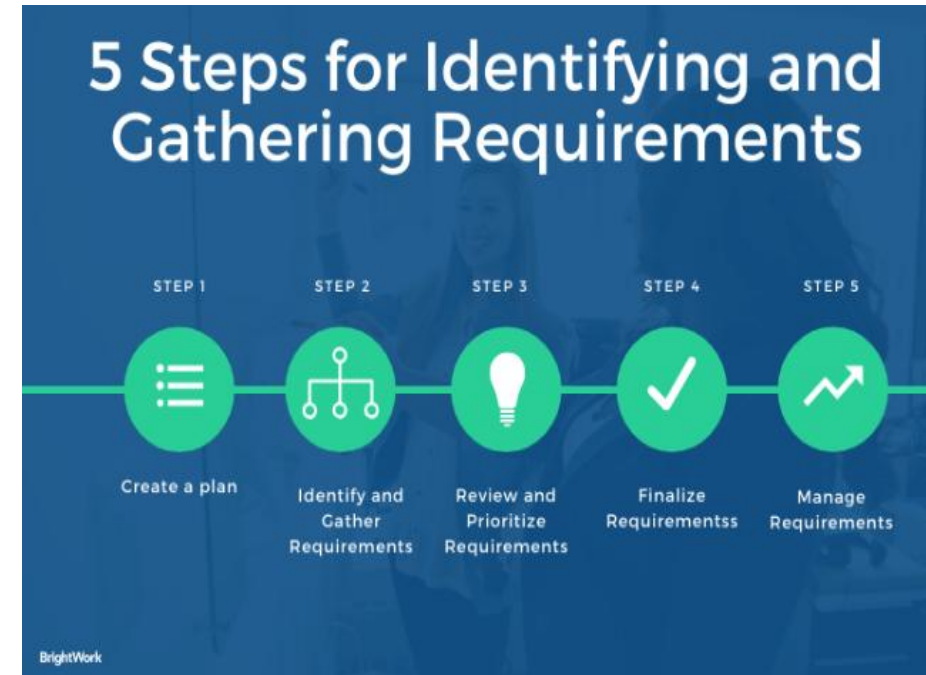 5 Steps for Identifying and
Gathering Requirements
STEP 1
STEP 2
STEP 3
STEP 4
STEP 5
Create a plan
Identify and
Gather
Requirements
Review and
Prioritize
Requirements
Finalize
Requirementss
Manage
Requirements
BrightWork